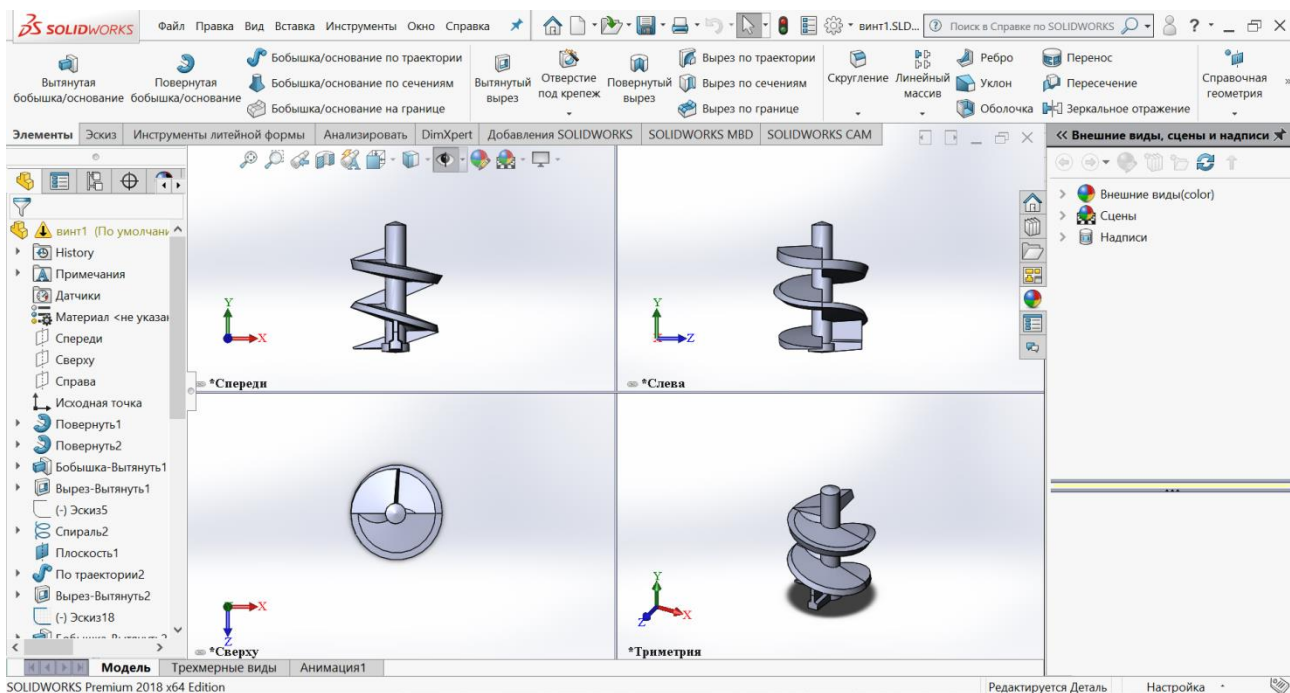 SOLIDWORKS Файл Правка Вид Вставка Инструменты Окно Справка винт1.SLD... Поиск в Справке по SOLIDWORKS
Вытянутая бобышка/основание
Повернутая бобышка/основание
Бобышка/основание по траектории
Бобышка/основание по сечениям
Бобышка/основание на границе
Вытянутый вырез
Отверстие под крепеж
Повернутый вырез
Вырез по траектории
Вырез по сечениям
Вырез по границе
Скругление
Линейный массив
Ребро
Уклон
Оболочка
Перенос
Пересечение
Зеркальное отражение
Справочная геометрия
Элементы Эскиз Инструменты литейной формы Анализировать DimXpert Добавления SOLIDWORKS SOLIDWORKS MBD SOLIDWORKS CAM
<< Внешние виды, сцены и надписи
Внешние виды(color)
Сцены
Надписи
винт1 (По умолчани
History
Примечания
Датчики
Материал <не указан
Спереди
Сверху
Справа
Исходная точка
Повернуть1
Повернуть2
Бобышка-Вытянуть1
Вырез-Вытянуть1
(-) Эскиз5
Спираль2
Плоскость1
По траектории2
Вырез-Вытянуть2
(-) Эскиз18
Y
X
*Спереди
Y
Z
*Слева
X
Z
*Сверху
Y
X
Z
*Триметрия
Модель Трехмерные виды Анимация1
SOLIDWORKS Premium 2018 x64 Edition Редактируется Деталь Настройка